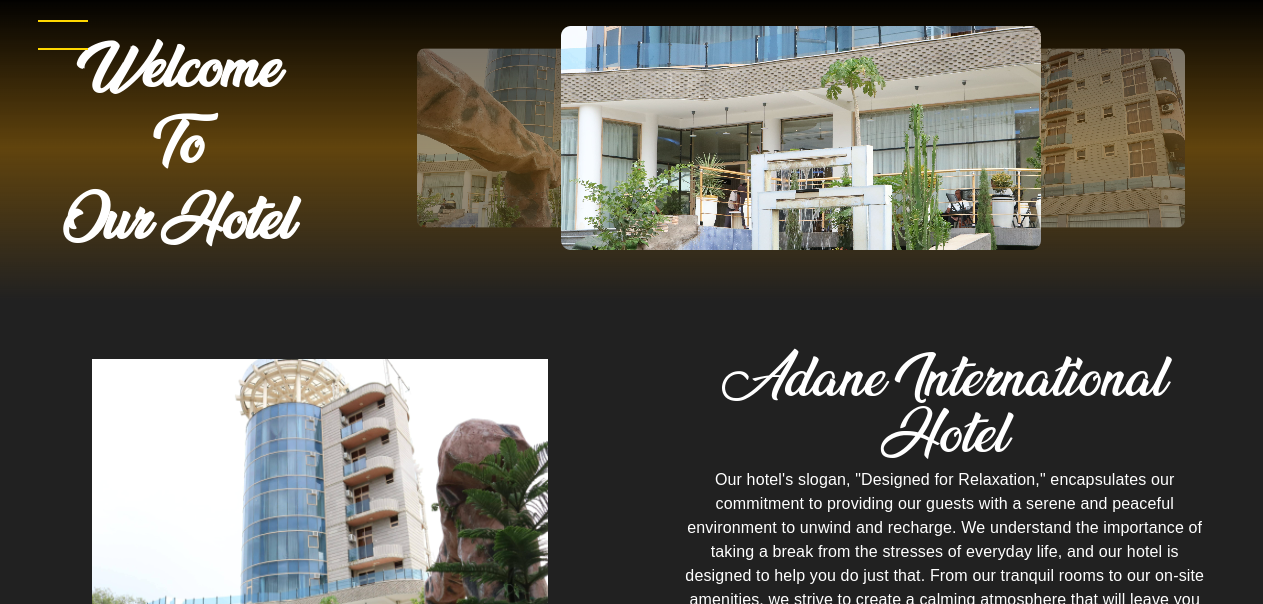 Welcome
To
Our Hotel
Adane International
Hotel
Our hotel's slogan, "Designed for Relaxation," encapsulates our
commitment to providing our guests with a serene and peaceful
environment to unwind and recharge. We understand the importance of
taking a break from the stresses of everyday life, and our hotel is
designed to help you do just that. From our tranquil rooms to our on-site
amenities, we strive to create a calming atmosphere that will leave you